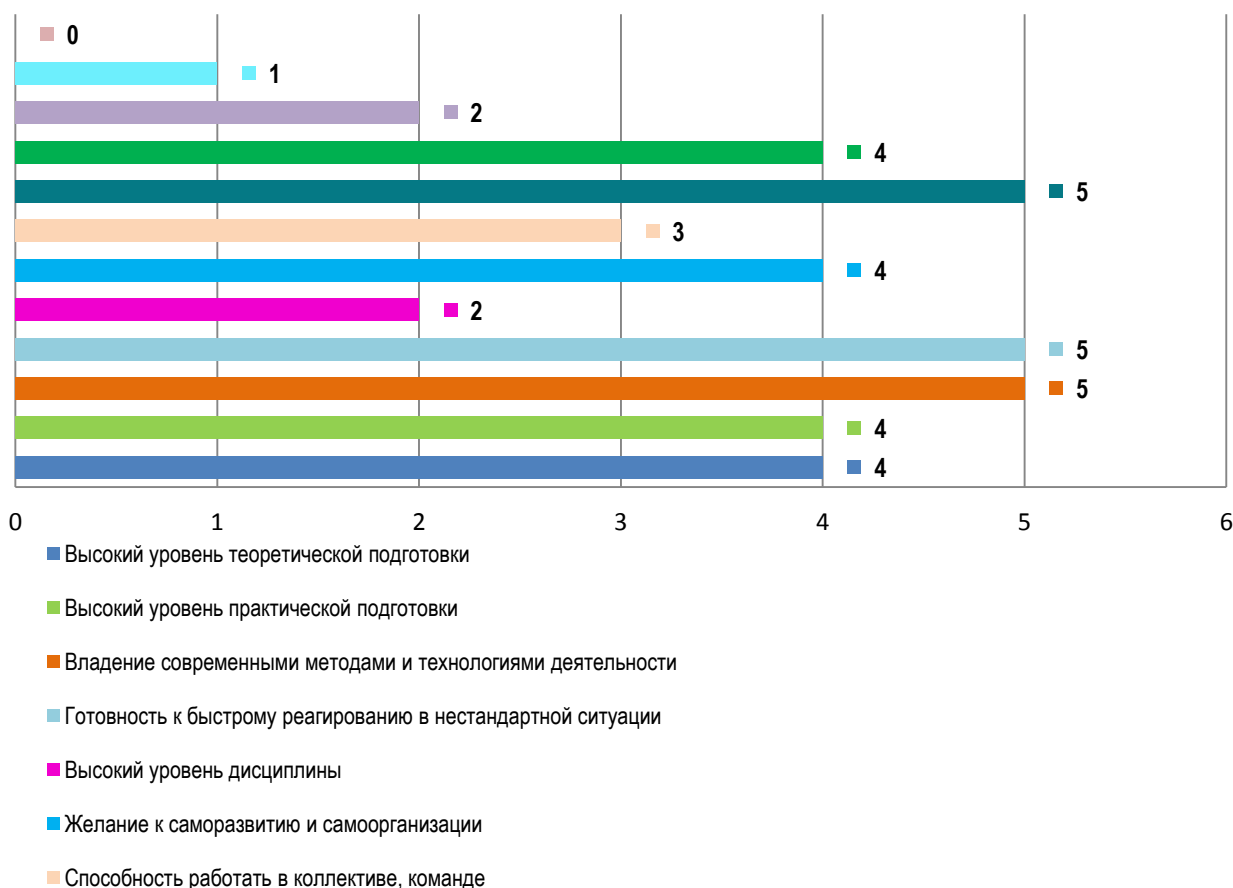 0
1
2
4
5
3
4
2
5
5
4
4
0 1 2 3 4 5 6
Высокий уровень теоретической подготовки
Высокий уровень практической подготовки
Владение современными методами и технологиями деятельности
Готовность к быстрому реагированию в нестандартной ситуации
Высокий уровень дисциплины
Желание к саморазвитию и самоорганизации
Способность работать в коллективе, команде